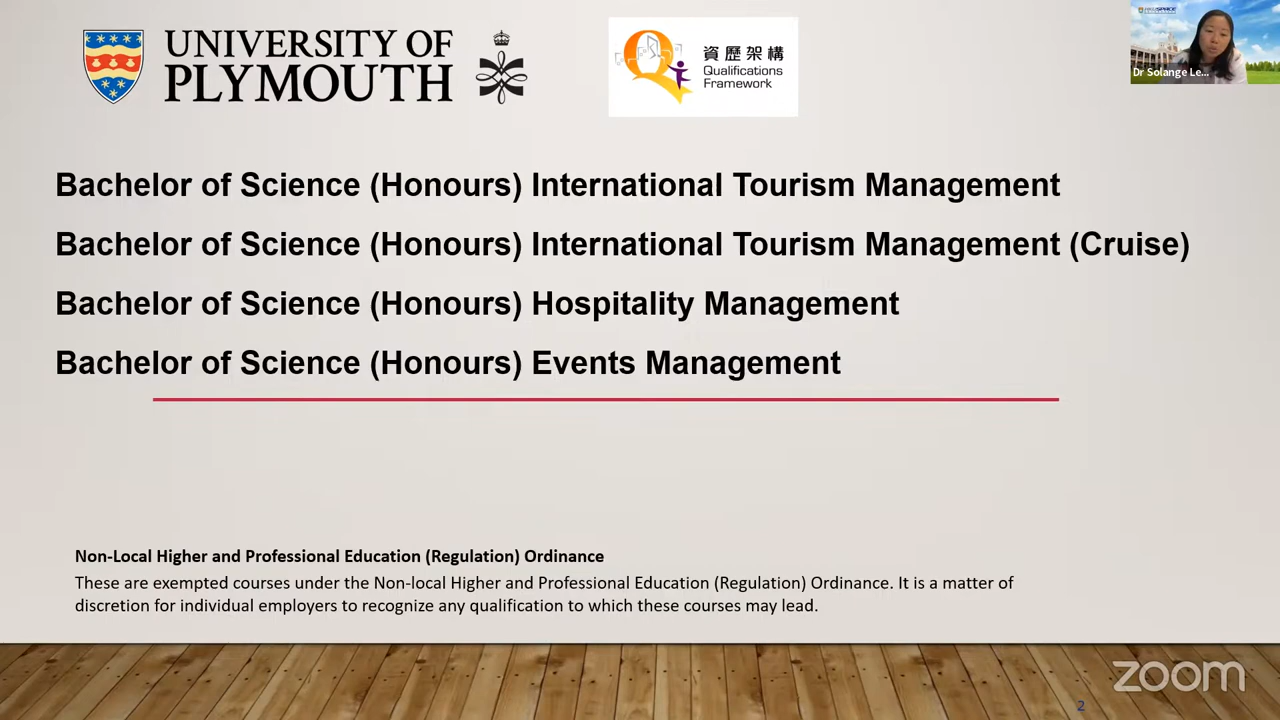 UNIVERSITY OF
PLYMOUTH
資歷架構
Qualifications
Framework
HKUSPACE
Dr Solange Le...
Bachelor of Science (Honours) International Tourism Management
Bachelor of Science (Honours) International Tourism Management (Cruise)
Bachelor of Science (Honours) Hospitality Management
Bachelor of Science (Honours) Events Management
Non-Local Higher and Professional Education (Regulation) Ordinance
These are exempted courses under the Non-local Higher and Professional Education (Regulation) Ordinance. It is a matter of
discretion for individual employers to recognize any qualification to which these courses may lead.
zoom
2